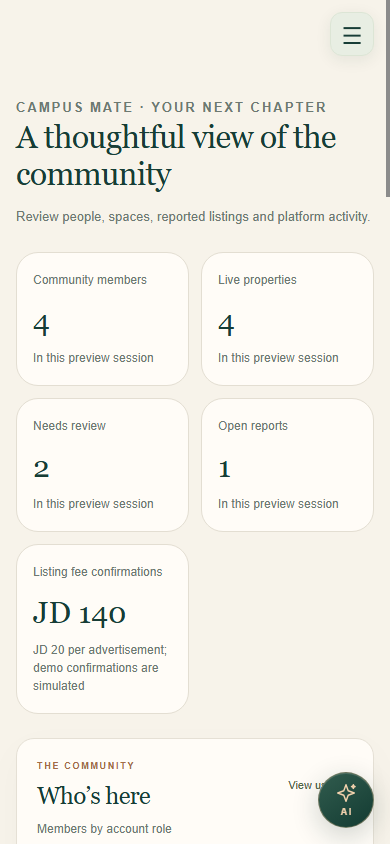 CAMPUS MATE · YOUR NEXT CHAPTER
A thoughtful view of the
community
Review people, spaces, reported listings and platform activity.
Community members
4
In this preview session
Live properties
4
In this preview session
Needs review
2
In this preview session
Open reports
1
In this preview session
Listing fee confirmations
JD 140
JD 20 per advertisement;
demo confirmations are
simulated
THE COMMUNITY
Who’s here
View
Members by account role
AI